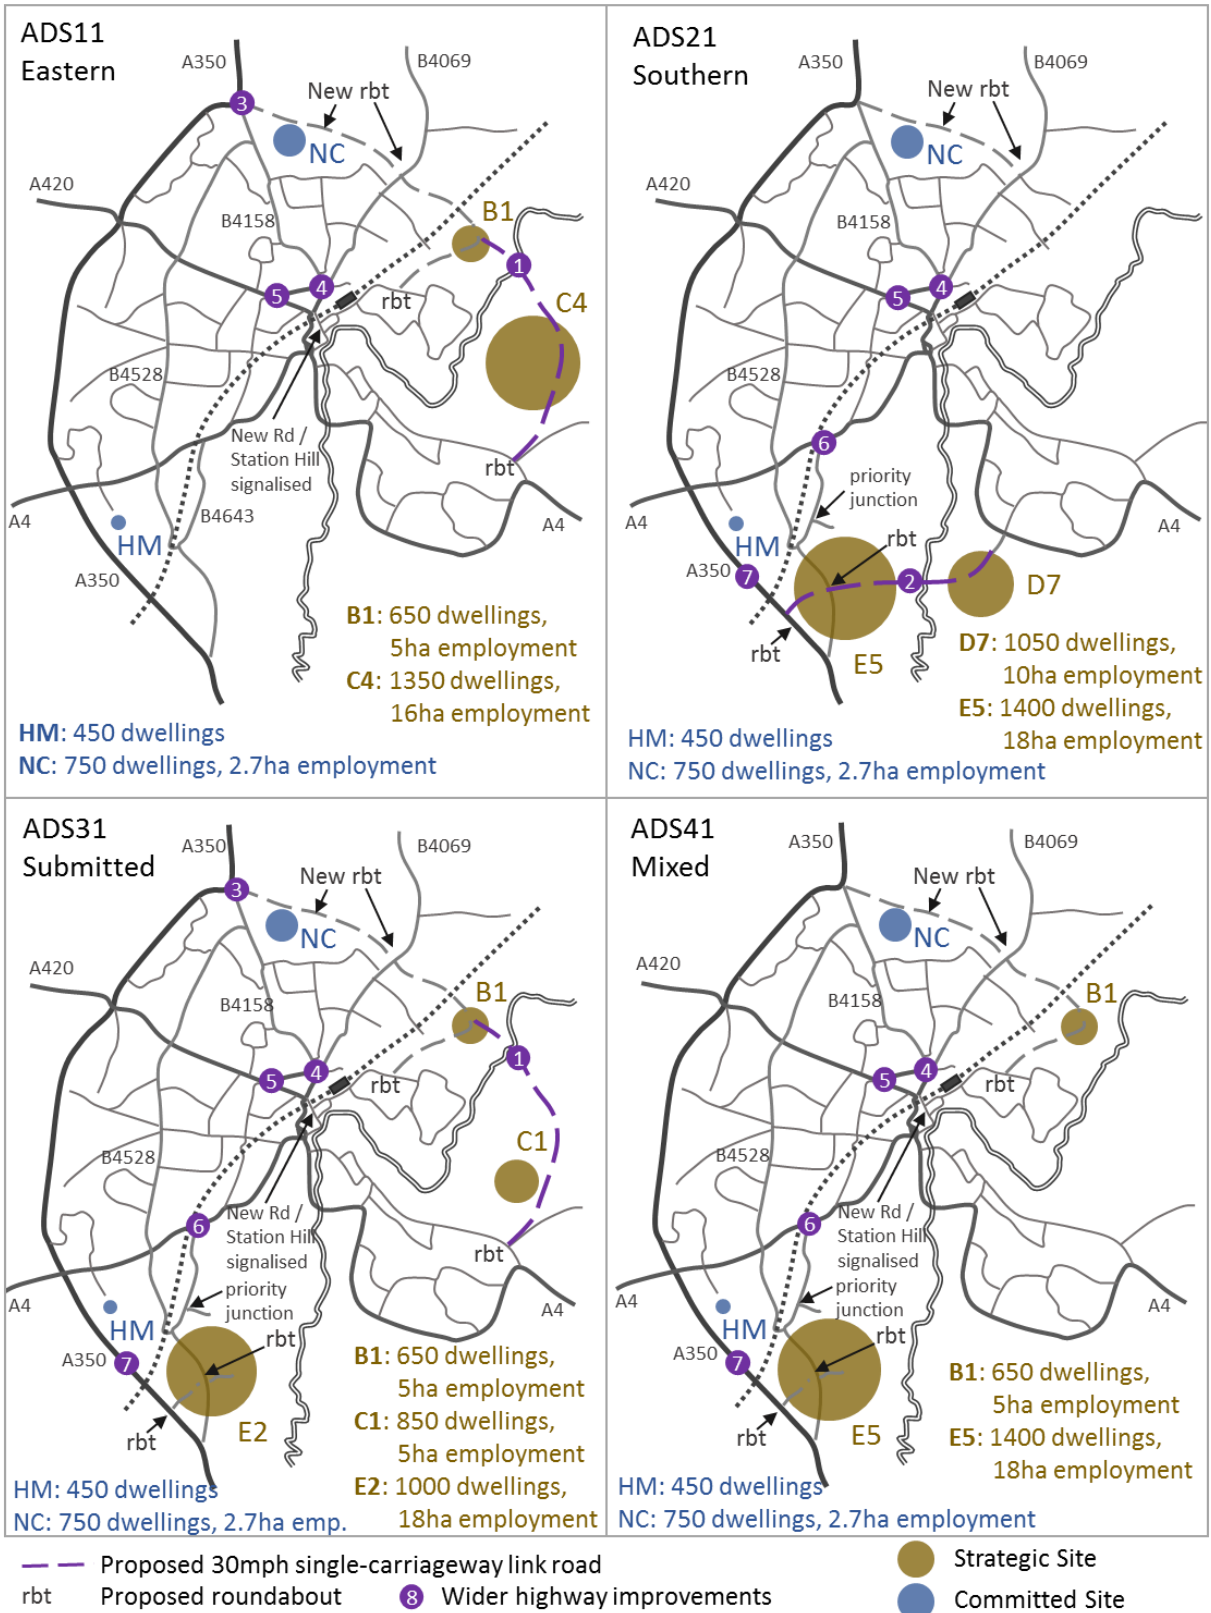 ADS11
Eastern
A350
B4069
3
New rbt
NC
A420
B4158
B1
1
5
4
rbt
C4
B4528
New Rd /
Station Hill
signalised
rbt
A4
B4643
A4
HM
A350
B1: 650 dwellings,
5ha employment
C4: 1350 dwellings,
16ha employment
HM: 450 dwellings
NC: 750 dwellings, 2.7ha employment
ADS21
Southern
A350
B4069
New rbt
NC
A420
B4158
5
4
B4528
6
priority
junction
A4
A4
HM
rbt
A350
7
2
D7
rbt
E5
D7: 1050 dwellings,
10ha employment
E5: 1400 dwellings,
18ha employment
HM: 450 dwellings
NC: 750 dwellings, 2.7ha employment
ADS31
Submitted
A350
B4069
3
New rbt
NC
A420
B4158
B1
1
5
4
rbt
C1
B4528
6
New Rd /
Station Hill
signalised
rbt
priority
junction
A4
A4
HM
rbt
A350
7
rbt
E2
B1: 650 dwellings,
5ha employment
C1: 850 dwellings,
5ha employment
E2: 1000 dwellings,
18ha employment
HM: 450 dwellings
NC: 750 dwellings, 2.7ha emp.
ADS41
Mixed
A350
B4069
New rbt
NC
A420
B4158
B1
5
4
rbt
B4528
6
New Rd /
Station Hill
signalised
priority
junction
A4
A4
HM
rbt
A350
7
rbt
E5
B1: 650 dwellings,
5ha employment
E5: 1400 dwellings,
18ha employment
HM: 450 dwellings
NC: 750 dwellings, 2.7ha employment
Proposed 30mph single-carriageway link road
rbt Proposed roundabout
8 Wider highway improvements
Strategic Site
Committed Site